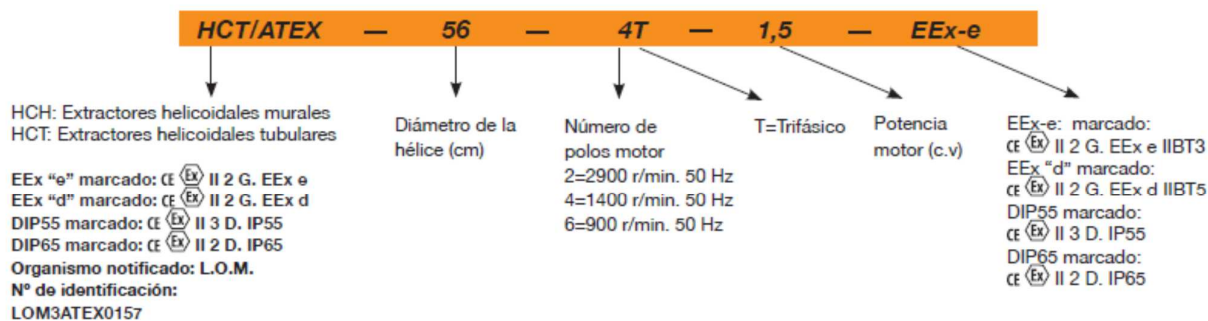 HCT/ATEX — 56 — 4T — 1,5 — EEx-e
HCH: Extractores helicoidales murales
HCT: Extractores helicoidales tubulares
EEx “e” marcado: CE Ex II 2 G. EEx e
EEx “d” marcado: CE Ex II 2 G. EEx d
DIP55 marcado: CE Ex II 3 D. IP55
DIP65 marcado: CE Ex II 2 D. IP65
Organismo notificado: L.O.M.
Nº de identificación:
LOM3ATEX0157
Diámetro de la
hélice (cm)
Número de
polos motor
2=2900 r/min. 50 Hz
4=1400 r/min. 50 Hz
6=900 r/min. 50 Hz
T=Trifásico
Potencia
motor (c.v)
EEx-e: marcado:
CE Ex II 2 G. EEx e IIBT3
EEx “d” marcado:
CE Ex II 2 G. EEx d IIBT5
DIP55 marcado:
CE Ex II 3 D. IP55
DIP65 marcado:
CE Ex II 2 D. IP65